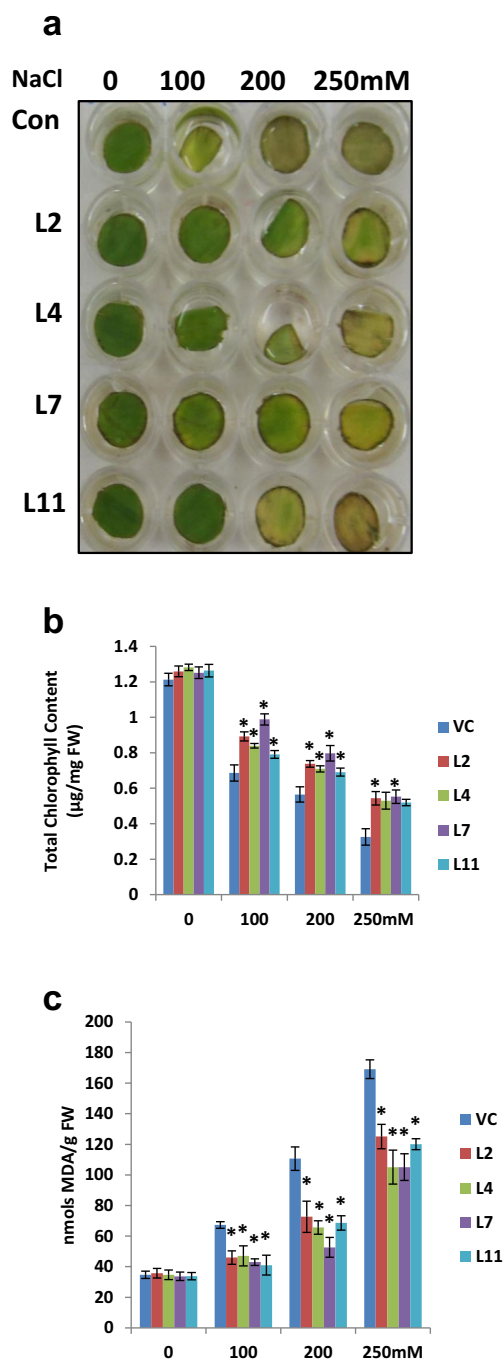 a
NaCl 0 100 200 250mM
Con
L2
L4
L7
L11
b
Total Chlorophyll Content
(µg/mg FW)
1.4
1.2
1
0.8
0.6
0.4
0.2
0
* * * *
* * * *
* *
0 100 200 250mM
VC
L2
L4
L7
L11
c
nmols MDA/g FW
200
180
160
140
120
100
80
60
40
20
0
* * * *
* * * *
* * * *
0 100 200 250mM
VC
L2
L4
L7
L11